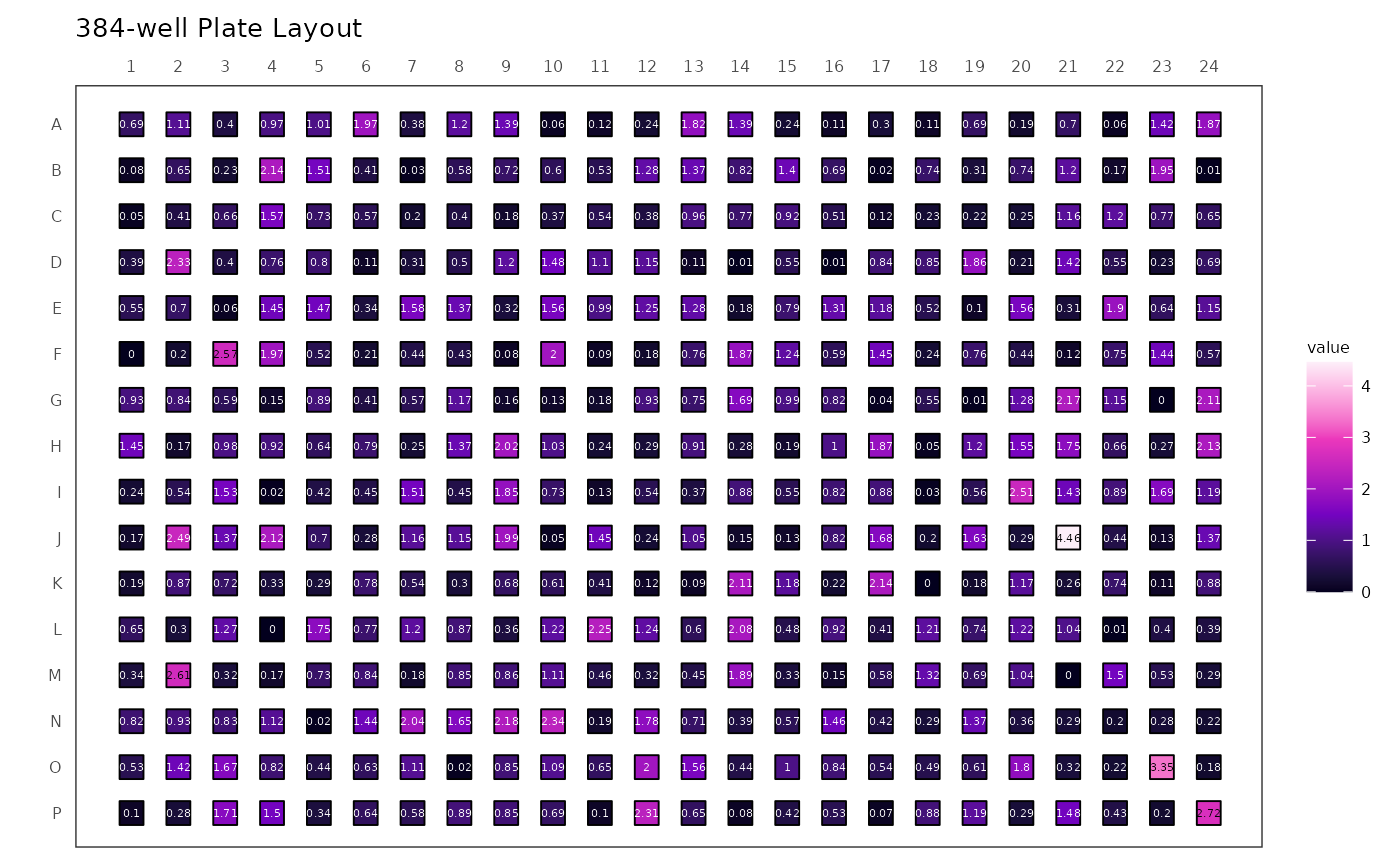 384-well Plate Layout
1 2 3 4 5 6 7 8 9 10 11 12 13 14 15 16 17 18 19 20 21 22 23 24
A 0.69 1.11 0.4 0.97 1.01 1.97 0.38 1.2 1.39 0.06 0.12 0.24 1.82 1.39 0.24 0.11 0.3 0.11 0.69 0.19 0.7 0.06 1.42 1.87
B 0.08 0.65 0.23 2.14 1.51 0.41 0.03 0.58 0.72 0.6 0.53 1.28 1.37 0.82 1.4 0.69 0.02 0.74 0.31 0.74 1.2 0.17 1.95 0.01
C 0.05 0.41 0.66 1.57 0.73 0.57 0.2 0.4 0.18 0.37 0.54 0.38 0.96 0.77 0.92 0.51 0.12 0.23 0.22 0.25 1.16 1.2 0.77 0.65
D 0.39 2.33 0.4 0.76 0.8 0.11 0.31 0.5 1.2 1.48 1.1 1.15 0.11 0.01 0.55 0.01 0.84 0.85 1.86 0.21 1.42 0.55 0.23 0.69
E 0.55 0.7 0.06 1.45 1.47 0.34 1.58 1.37 0.32 1.56 0.99 1.25 1.28 0.18 0.79 1.31 1.18 0.52 0.1 1.56 0.31 1.9 0.64 1.15
F 0 0.2 2.57 1.97 0.52 0.21 0.44 0.43 0.08 2 0.09 0.18 0.76 1.87 1.24 0.59 1.45 0.24 0.76 0.44 0.12 0.75 1.44 0.57
value
G 0.93 0.84 0.59 0.15 0.89 0.41 0.57 1.17 0.16 0.13 0.18 0.93 0.75 1.69 0.99 0.82 0.04 0.55 0.01 1.28 2.17 1.15 0 2.11
4
H 1.45 0.17 0.98 0.92 0.64 0.79 0.25 1.37 2.02 1.03 0.24 0.29 0.91 0.28 0.19 1 1.87 0.05 1.2 1.55 1.75 0.66 0.27 2.13
3
I 0.24 0.54 1.53 0.02 0.42 0.45 1.51 0.45 1.85 0.73 0.13 0.54 0.37 0.88 0.55 0.82 0.88 0.03 0.56 2.51 1.43 0.89 1.69 1.19
2
J 0.17 2.49 1.37 2.12 0.7 0.28 1.16 1.15 1.99 0.05 1.45 0.24 1.05 0.15 0.13 0.82 1.68 0.2 1.63 0.29 4.46 0.44 0.13 1.37
1
K 0.19 0.87 0.72 0.33 0.29 0.78 0.54 0.3 0.68 0.61 0.41 0.12 0.09 2.11 1.18 0.22 2.14 0 0.18 1.17 0.26 0.74 0.11 0.88
0
L 0.65 0.3 1.27 0 1.75 0.77 1.2 0.87 0.36 1.22 2.25 1.24 0.6 2.08 0.48 0.92 0.41 1.21 0.74 1.22 1.04 0.01 0.4 0.39
M 0.34 2.61 0.32 0.17 0.73 0.84 0.18 0.85 0.86 1.11 0.46 0.32 0.45 1.89 0.33 0.15 0.58 1.32 0.69 1.04 0 1.5 0.53 0.29
N 0.82 0.93 0.83 1.12 0.02 1.44 2.04 1.65 2.18 2.34 0.19 1.78 0.71 0.39 0.57 1.46 0.42 0.29 1.37 0.36 0.29 0.2 0.28 0.22
O 0.53 1.42 1.67 0.82 0.44 0.63 1.11 0.02 0.85 1.09 0.65 2 1.56 0.44 1 0.84 0.54 0.49 0.61 1.8 0.32 0.22 3.35 0.18
P 0.1 0.28 1.71 1.5 0.34 0.64 0.58 0.89 0.85 0.69 0.1 2.31 0.65 0.08 0.42 0.53 0.07 0.88 1.19 0.29 1.48 0.43 0.2 2.72